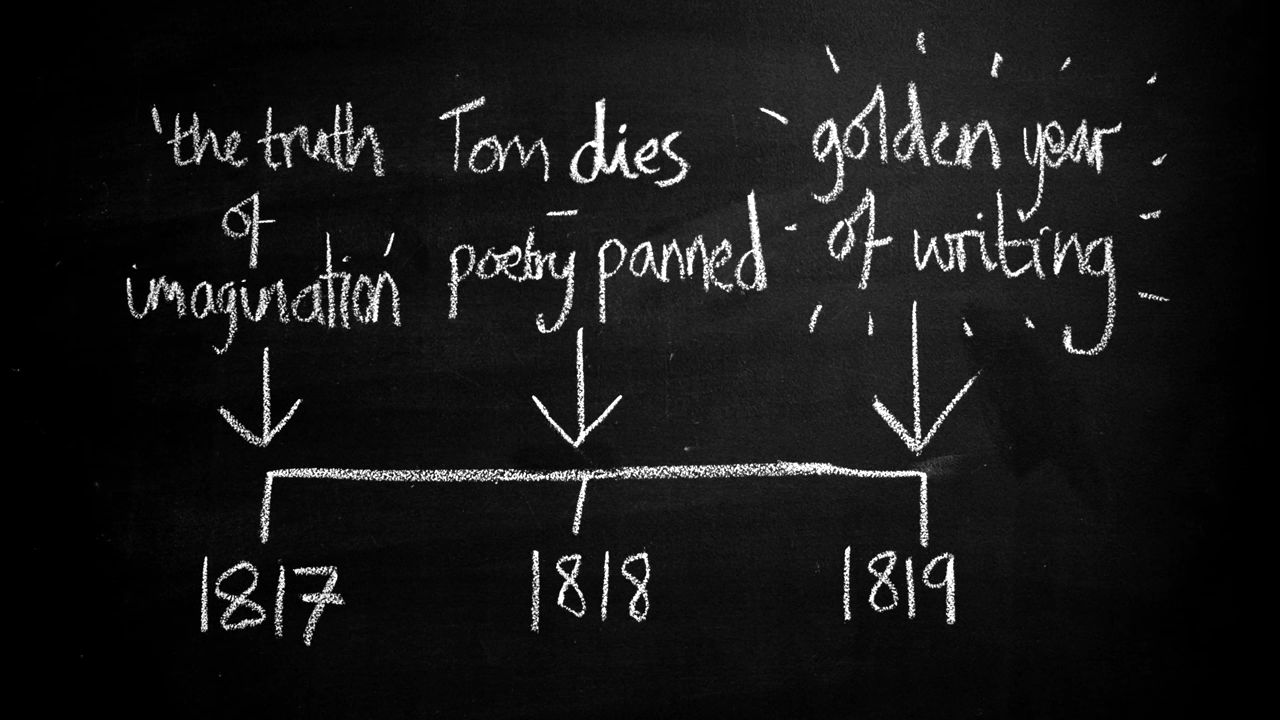 'the truth
of
imagination'
Tom dies
–
poetry panned
golden year
of writing
1817
1818
1819